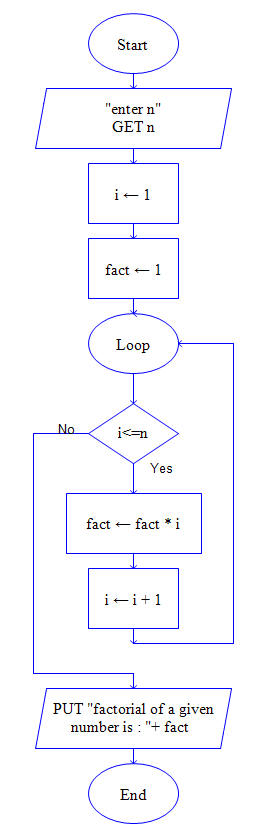 Start
"enter n"
GET n
i ← 1
fact ← 1
Loop
i<=n
No
Yes
fact ← fact * i
i ← i + 1
PUT "factorial of a given
number is : "+ fact
End